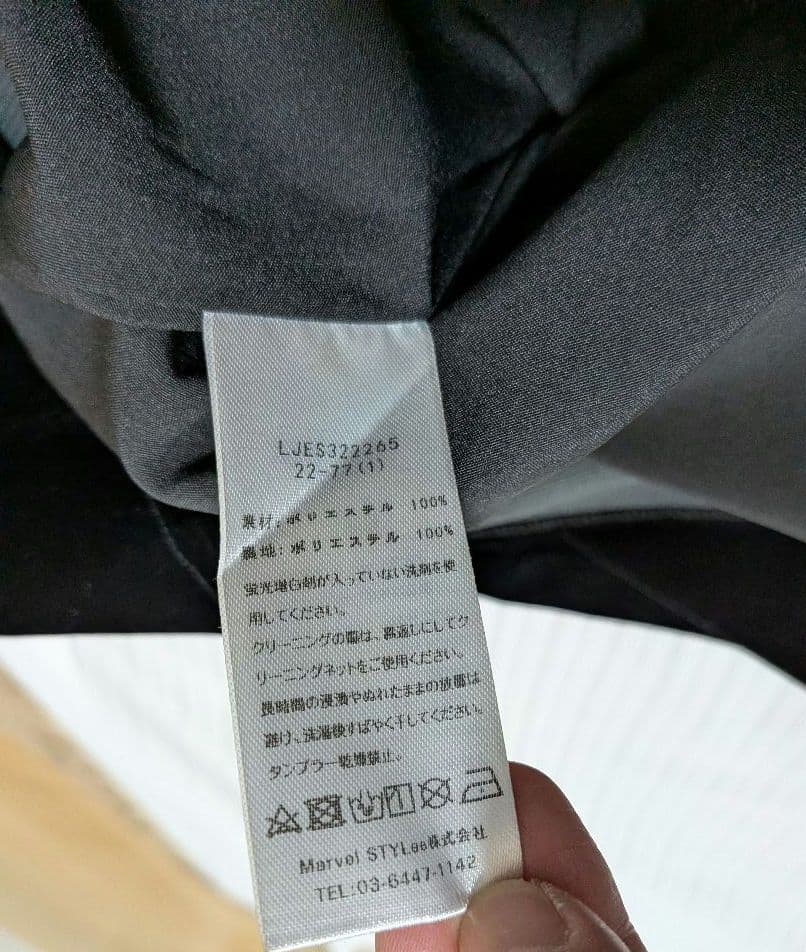 LJES322265
22-77(1)
素材:ポリエステル 100%
裏地:ポリエステル 100%
蛍光増白剤が入っていない洗剤を使
用してください。
クリーニングの際は、裏返しにしてク
リーニングネットをご使用ください。
長時間の浸漬やぬれたままの放置は
避け、洗濯後すばやく干してください。
タンブラー乾燥禁止。
Marvel STYLee株式会社
TEL:03-6447-1142